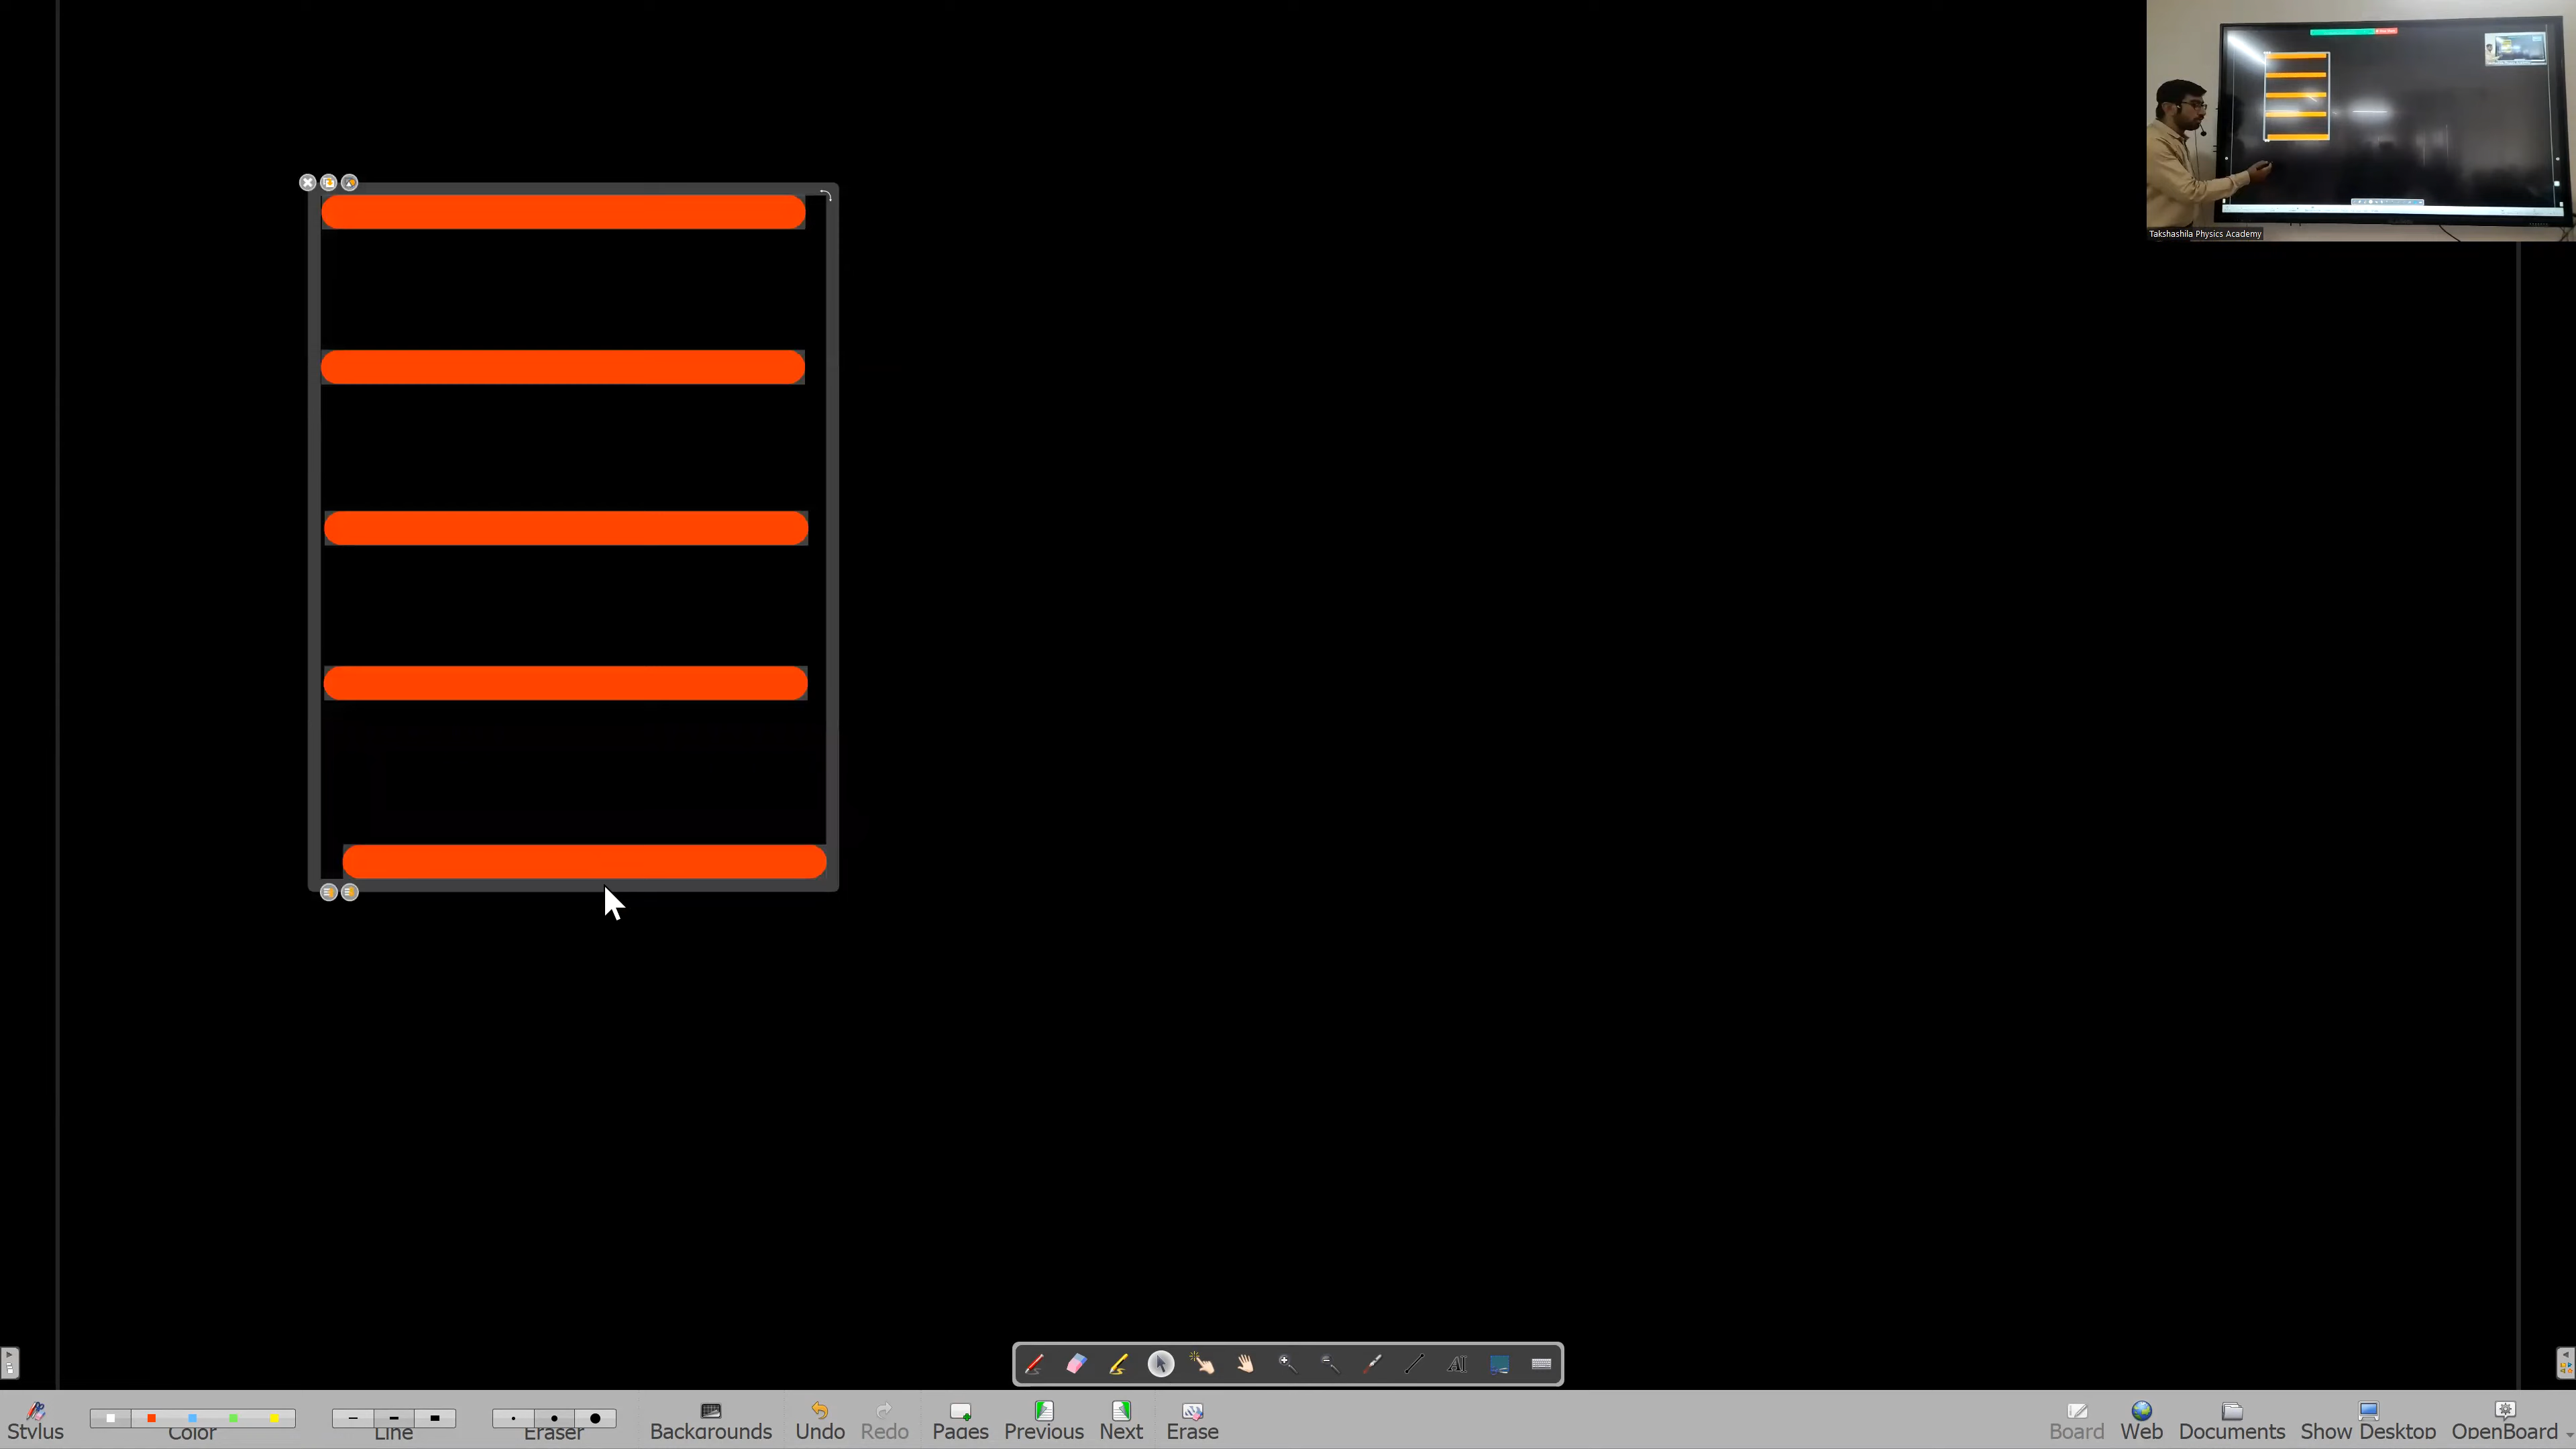 Takshashila Physics Academy
Stylus
Color
Line
Eraser
Backgrounds
Undo
Redo
Pages
Previous
Next
Erase
Board
Web
Documents
Show Desktop
OpenBoard